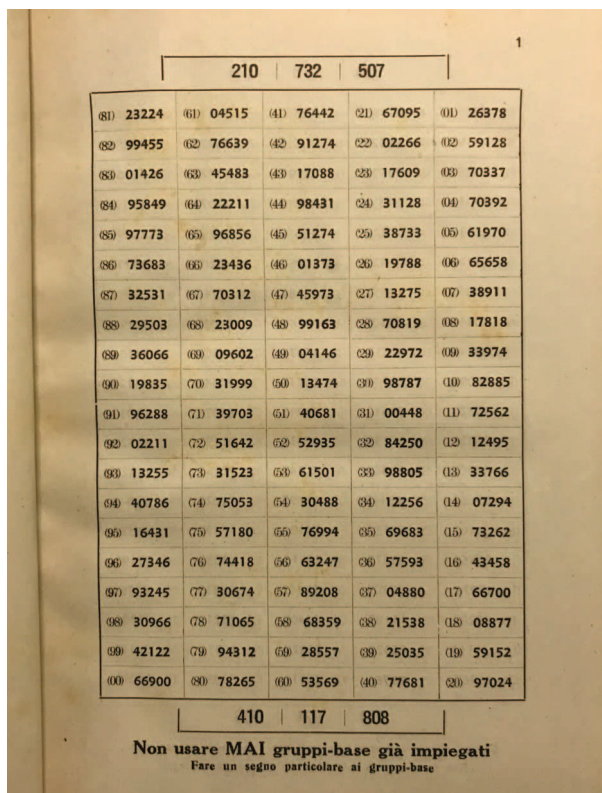 1
210 | 732 | 507
(81) 23224 (61) 04515 (41) 76442 (21) 67095 (01) 26378
(82) 99455 (62) 76639 (42) 91274 (22) 02266 (02) 59128
(83) 01426 (63) 45483 (43) 17088 (23) 17609 (03) 70337
(84) 95849 (64) 22211 (44) 98431 (24) 31128 (04) 70392
(85) 97773 (65) 96856 (45) 51274 (25) 38733 (05) 61970
(86) 73683 (66) 23436 (46) 01373 (26) 19788 (06) 65658
(87) 32531 (67) 70312 (47) 45973 (27) 13275 (07) 38911
(88) 29503 (68) 23009 (48) 99163 (28) 70819 (08) 17818
(89) 36066 (69) 09602 (49) 04146 (29) 22972 (09) 33974
(90) 19835 (70) 31999 (50) 13474 (30) 98787 (10) 82885
(91) 96288 (71) 39703 (51) 40681 (31) 00448 (11) 72562
(92) 02211 (72) 51642 (52) 52935 (32) 84250 (12) 12495
(93) 13255 (73) 31523 (53) 61501 (33) 98805 (13) 33766
(94) 40786 (74) 75053 (54) 30488 (34) 12256 (14) 07294
(95) 16431 (75) 57180 (55) 76994 (35) 69683 (15) 73262
(96) 27346 (76) 74418 (56) 63247 (36) 57593 (16) 43458
(97) 93245 (77) 30674 (57) 89208 (37) 04880 (17) 66700
(98) 30966 (78) 71065 (58) 68359 (38) 21538 (18) 08877
(99) 42122 (79) 94312 (59) 28557 (39) 25035 (19) 59152
(00) 66900 (80) 78265 (60) 53569 (40) 77681 (20) 97024
410 | 117 | 808
Non usare MAI gruppi-base già impiegati
Fare un segno particolare ai gruppi-base